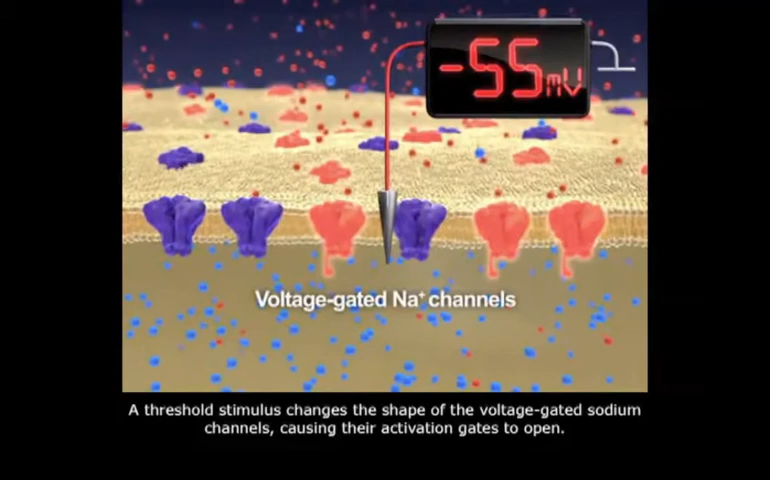 -55mV
Voltage-gated Na⁺ channels
A threshold stimulus changes the shape of the voltage-gated sodium
channels, causing their activation gates to open.